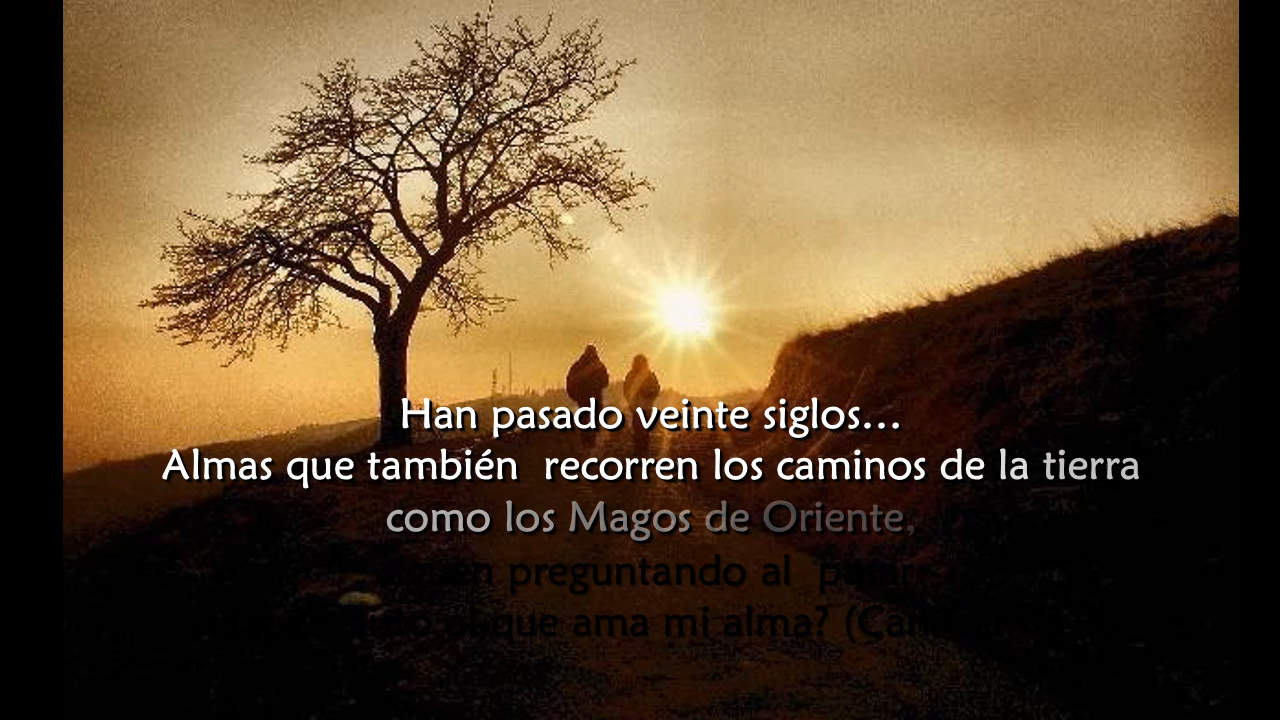 Han pasado veinte siglos...
Almas que también recorren los caminos de la tierra
como los Magos de Oriente,
preguntando al
que ama mi alma?